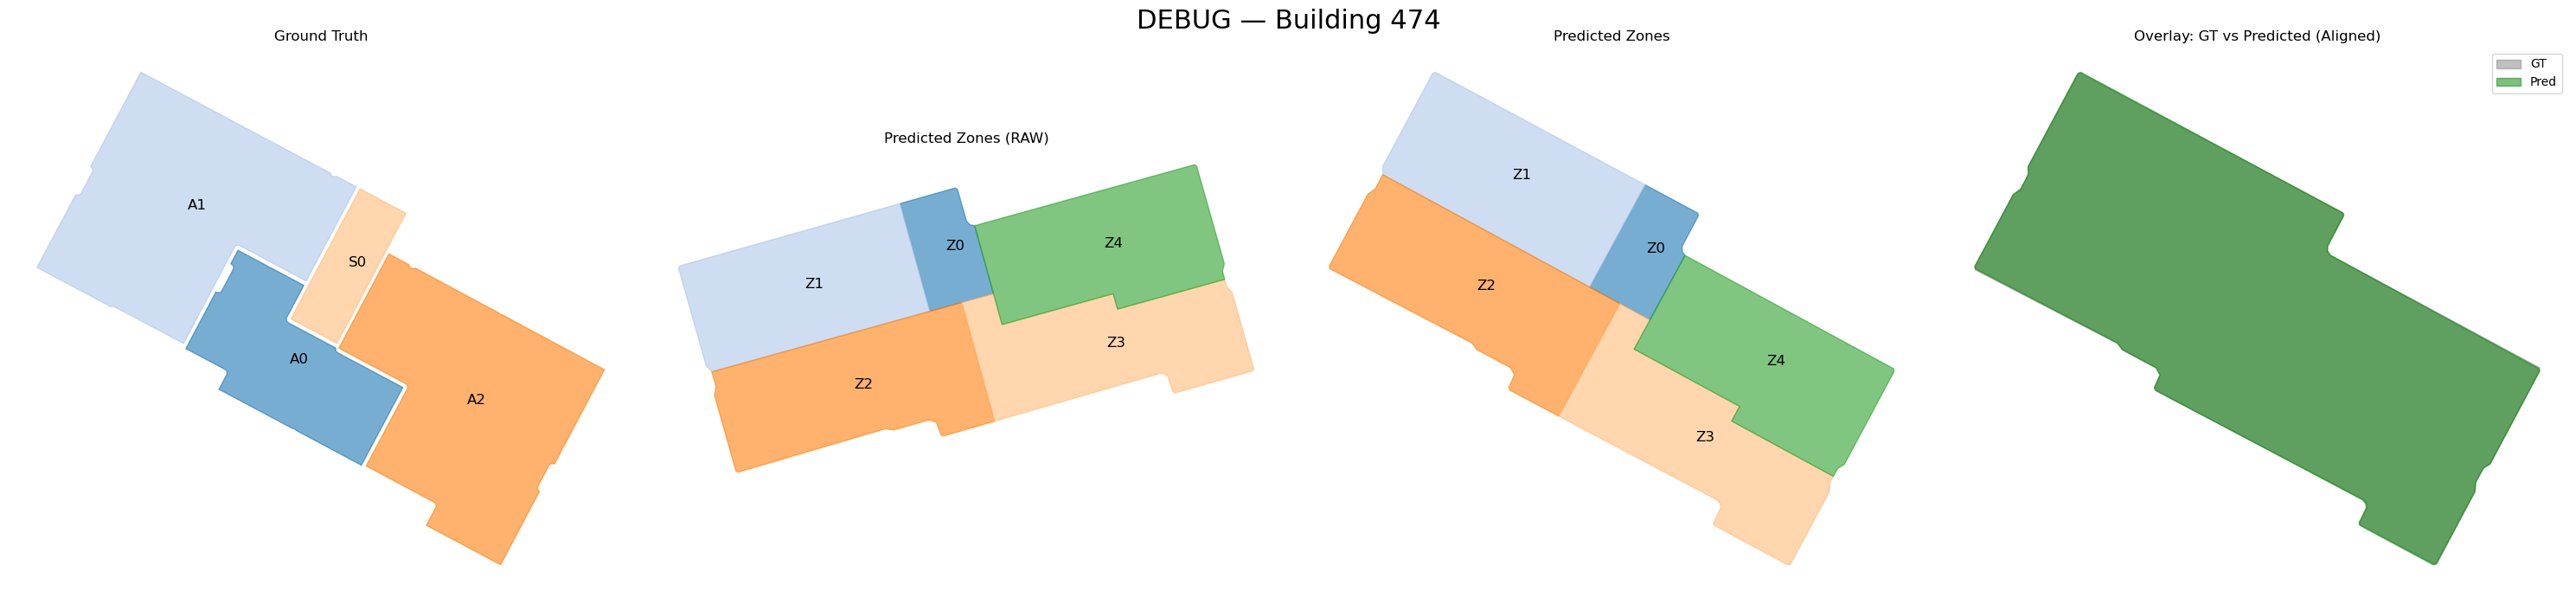 DEBUG — Building 474
Ground Truth
A1
S0
A0
A2
Predicted Zones (RAW)
Z0
Z4
Z1
Z3
Z2
Predicted Zones
Z1
Z0
Z2
Z4
Z3
Overlay: GT vs Predicted (Aligned)
GT
Pred